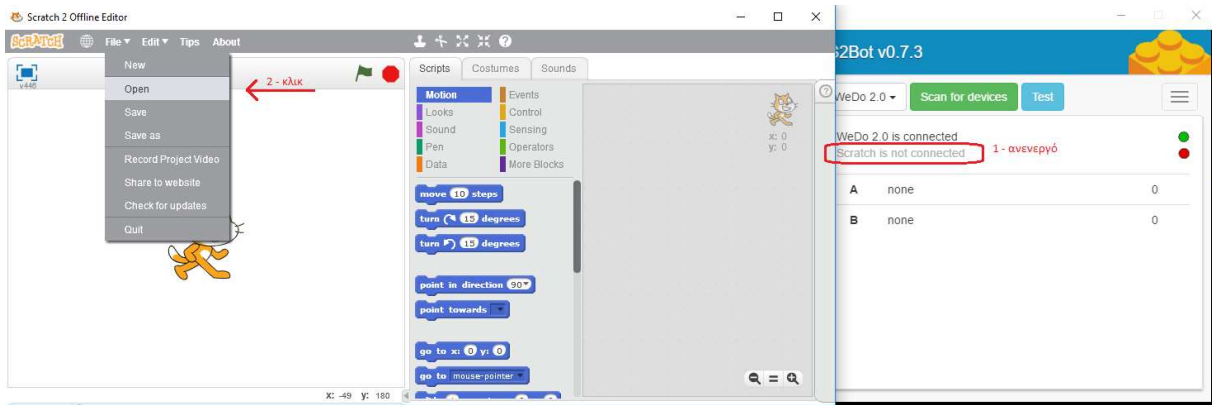 Scratch 2 Offline Editor
SCRATCH File Edit Tips About
v446
New
Open
Save
Save as
Record Project Video
Share to website
Check for updates
Quit
2 - κλικ
X: -49 y: 180
Scripts Costumes Sounds
Motion Events
Looks Control
Sound Sensing
Pen Operators
Data More Blocks
x: 0
y: 0
move 10 steps
turn 15 degrees
turn 15 degrees
point in direction 90
point towards
go to x: 0 y: 0
go to mouse-pointer
S2Bot v0.7.3
WeDo 2.0 Scan for devices Test
WeDo 2.0 is connected
Scratch is not connected
1 - ανενεργό
A none 0
B none 0